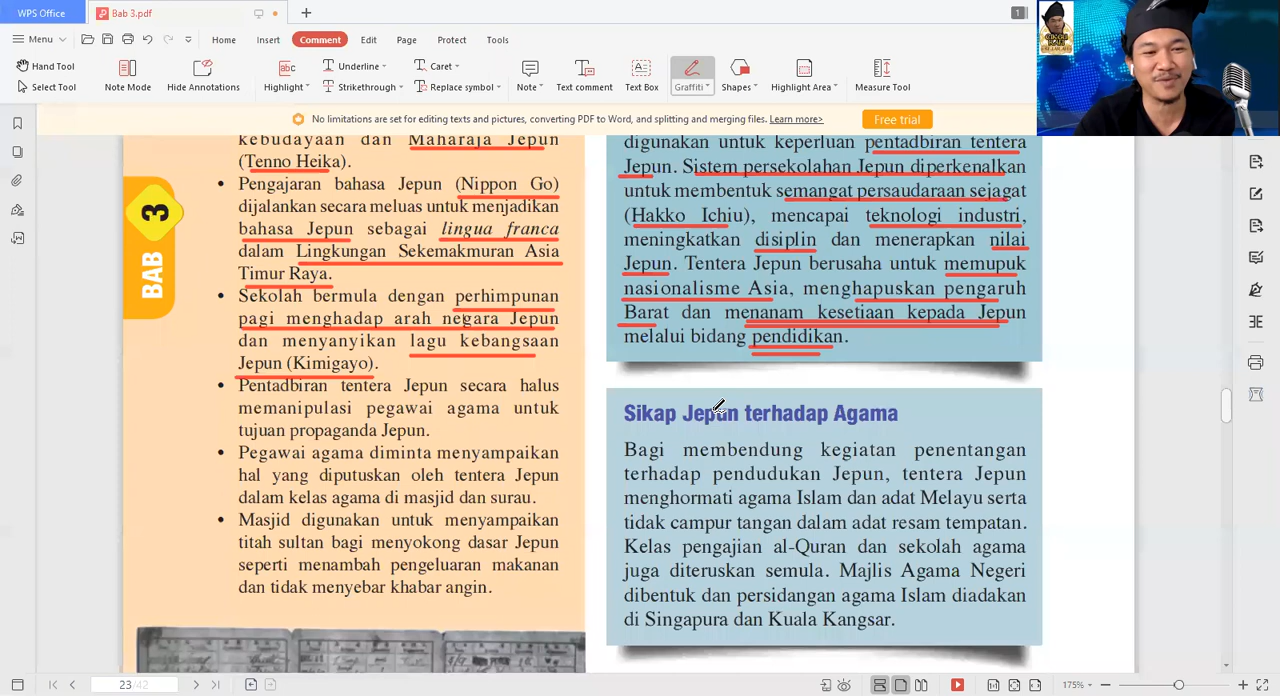 WPS Office
Bab 3.pdf
1
Menu
Home
Insert
Comment
Edit
Page
Protect
Tools
Hand Tool
Select Tool
Note Mode
Hide Annotations
Highlight
Underline
Strikethrough
Caret
Replace symbol
Note
Text comment
Text Box
Graffiti
Shapes
Highlight Area
Measure Tool
No limitations are set for editing texts and pictures, converting PDF to Word, and splitting and merging files. Learn more>>
Free trial
BAB 3
kebudayaan dan Maharaja Jepun
(Tenno Heika).
• Pengajaran bahasa Jepun (Nippon Go)
dijalankan secara meluas untuk menjadikan
bahasa Jepun sebagai lingua franca
dalam Lingkungan Sekemakmuran Asia
Timur Raya.
• Sekolah bermula dengan perhimpunan
pagi menghadap arah negara Jepun
dan menyanyikan lagu kebangsaan
Jepun (Kimigayo).
• Pentadbiran tentera Jepun secara halus
memanipulasi pegawai agama untuk
tujuan propaganda Jepun.
• Pegawai agama diminta menyampaikan
hal yang diputuskan oleh tentera Jepun
dalam kelas agama di masjid dan surau.
• Masjid digunakan untuk menyampaikan
titah sultan bagi menyokong dasar Jepun
seperti menambah pengeluaran makanan
dan tidak menyebar khabar angin.
digunakan untuk keperluan pentadbiran tentera
Jepun. Sistem persekolahan Jepun diperkenalkan
untuk membentuk semangat persaudaraan sejagat
(Hakko Ichiu), mencapai teknologi industri,
meningkatkan disiplin dan menerapkan nilai
Jepun. Tentera Jepun berusaha untuk memupuk
nasionalisme Asia, menghapuskan pengaruh
Barat dan menanam kesetiaan kepada Jepun
melalui bidang pendidikan.
Sikap Jepun terhadap Agama
Bagi membendung kegiatan penentangan
terhadap pendudukan Jepun, tentera Jepun
menghormati agama Islam dan adat Melayu serta
tidak campur tangan dalam adat resam tempatan.
Kelas pengajian al-Quran dan sekolah agama
juga diteruskan semula. Majlis Agama Negeri
dibentuk dan persidangan agama Islam diadakan
di Singapura dan Kuala Kangsar.
23/42
175%